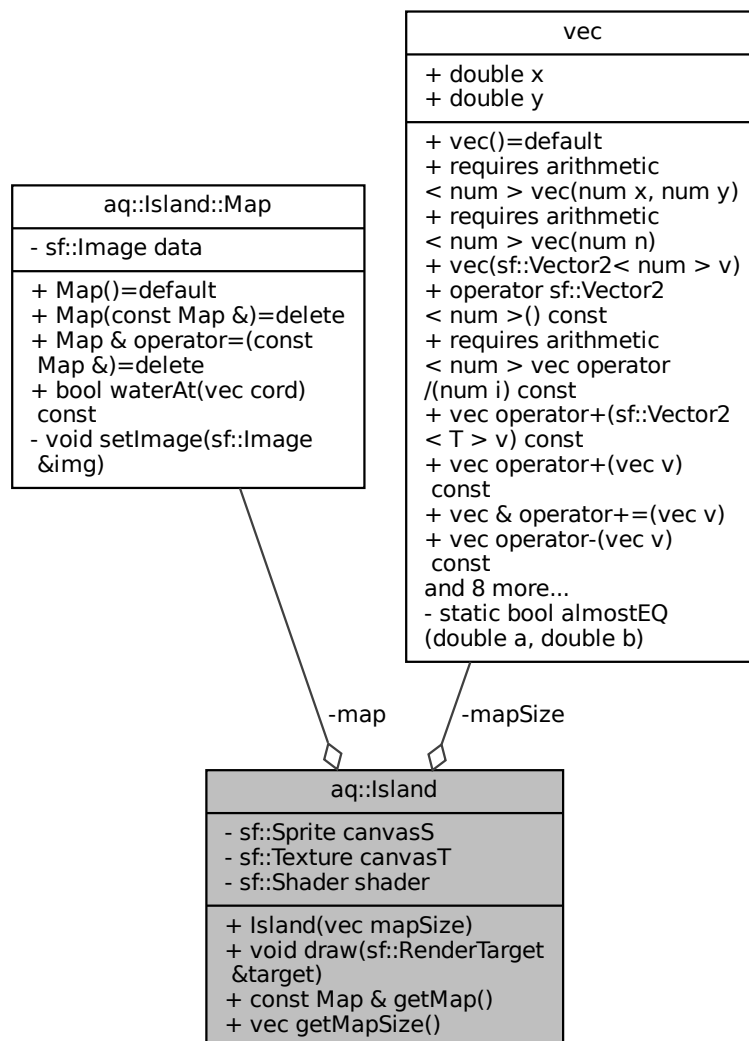 vec
+ double x
+ double y
+ vec()=default
+ requires arithmetic
< num > vec(num x, num y)
+ requires arithmetic
< num > vec(num n)
+ vec(sf::Vector2< num > v)
+ operator sf::Vector2
< num >() const
+ requires arithmetic
< num > vec operator
/(num i) const
+ vec operator+(sf::Vector2
< T > v) const
+ vec operator+(vec v)
const
+ vec & operator+=(vec v)
+ vec operator-(vec v)
const
and 8 more...
- static bool almostEQ
(double a, double b)
aq::Island::Map
- sf::Image data
+ Map()=default
+ Map(const Map &)=delete
+ Map & operator=(const
Map &)=delete
+ bool waterAt(vec cord)
const
- void setImage(sf::Image
&img)
-map
-mapSize
aq::Island
- sf::Sprite canvasS
- sf::Texture canvasT
- sf::Shader shader
+ Island(vec mapSize)
+ void draw(sf::RenderTarget
&target)
+ const Map & getMap()
+ vec getMapSize()